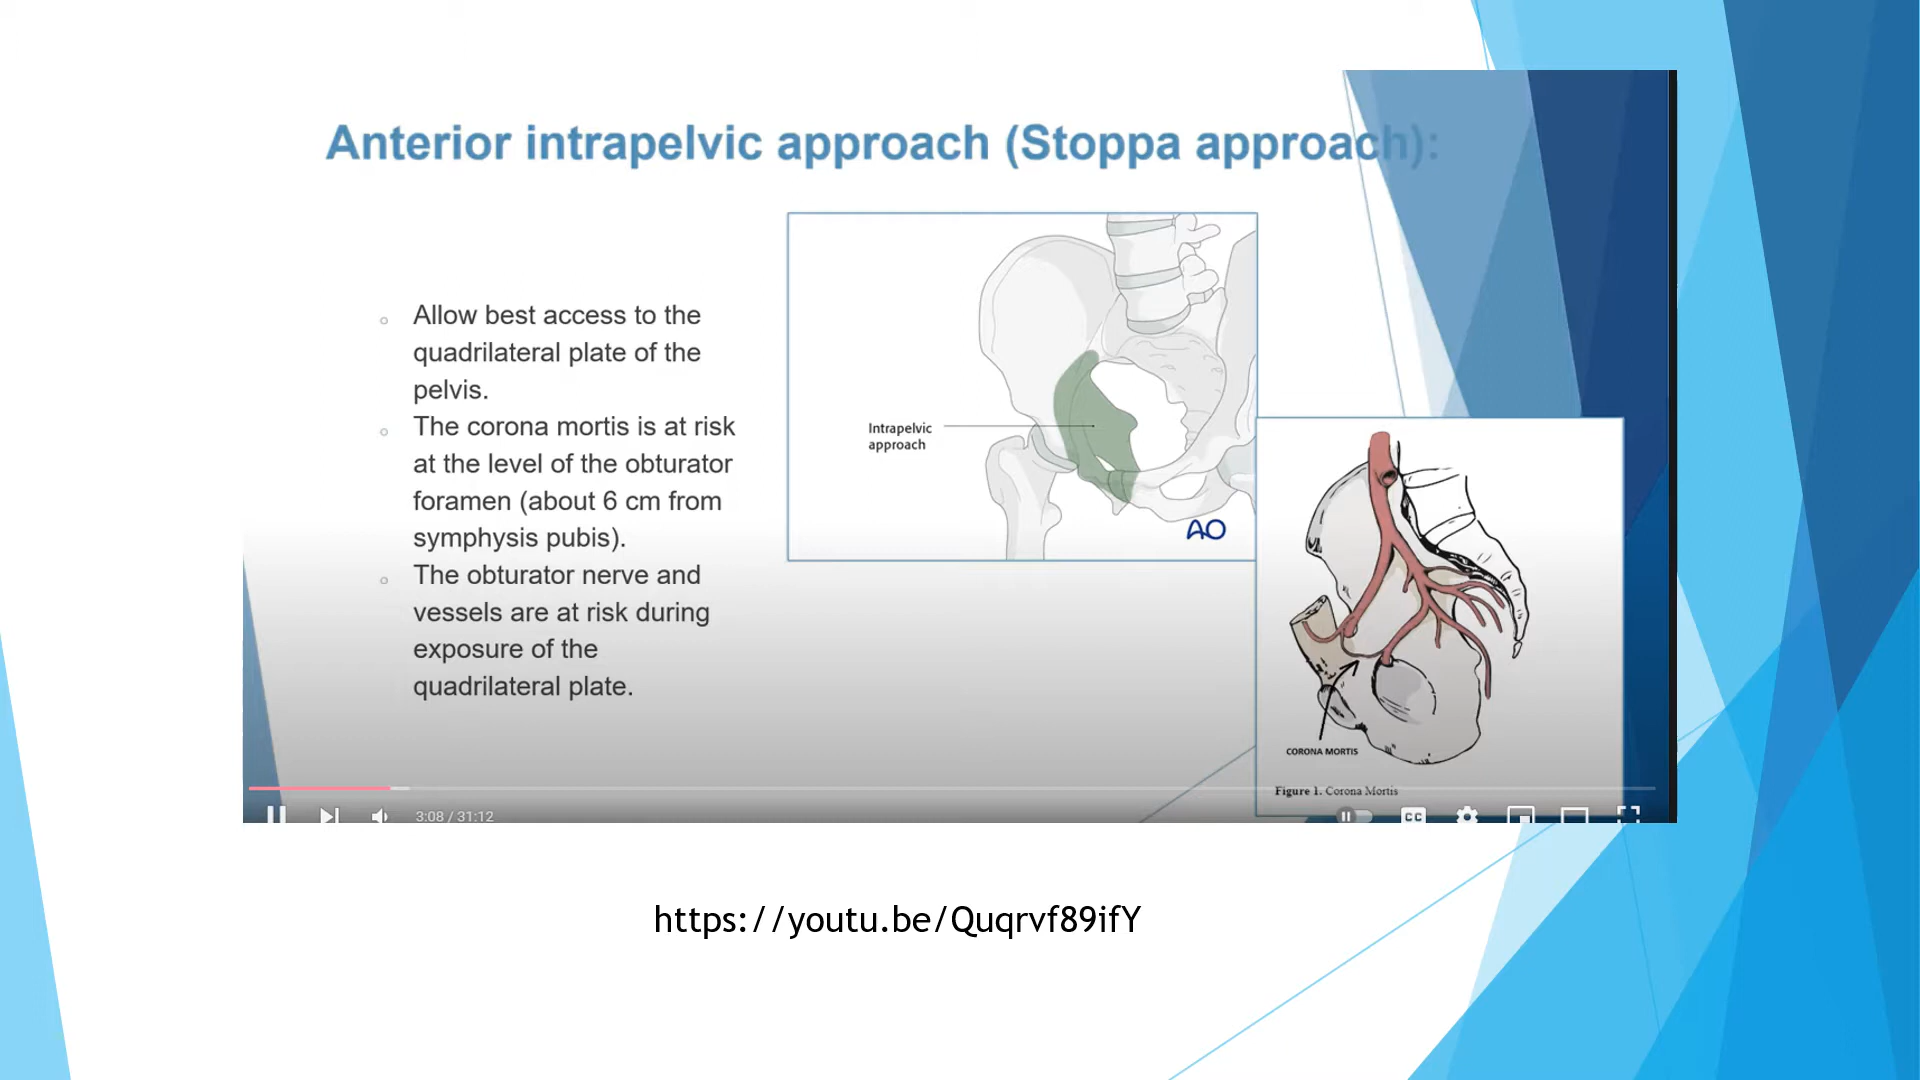 Anterior intrapelvic approach (Stoppa approach):
Allow best access to the
quadrilateral plate of the
pelvis.
The corona mortis is at risk
at the level of the obturator
foramen (about 6 cm from
symphysis pubis).
The obturator nerve and
vessels are at risk during
exposure of the
quadrilateral plate.
Intrapelvic
approach
AO
CORONA MORTIS
Figure 1. Corona Mortis
3:08 / 31:12
CC
https://youtu.be/Quqrvf89ifY